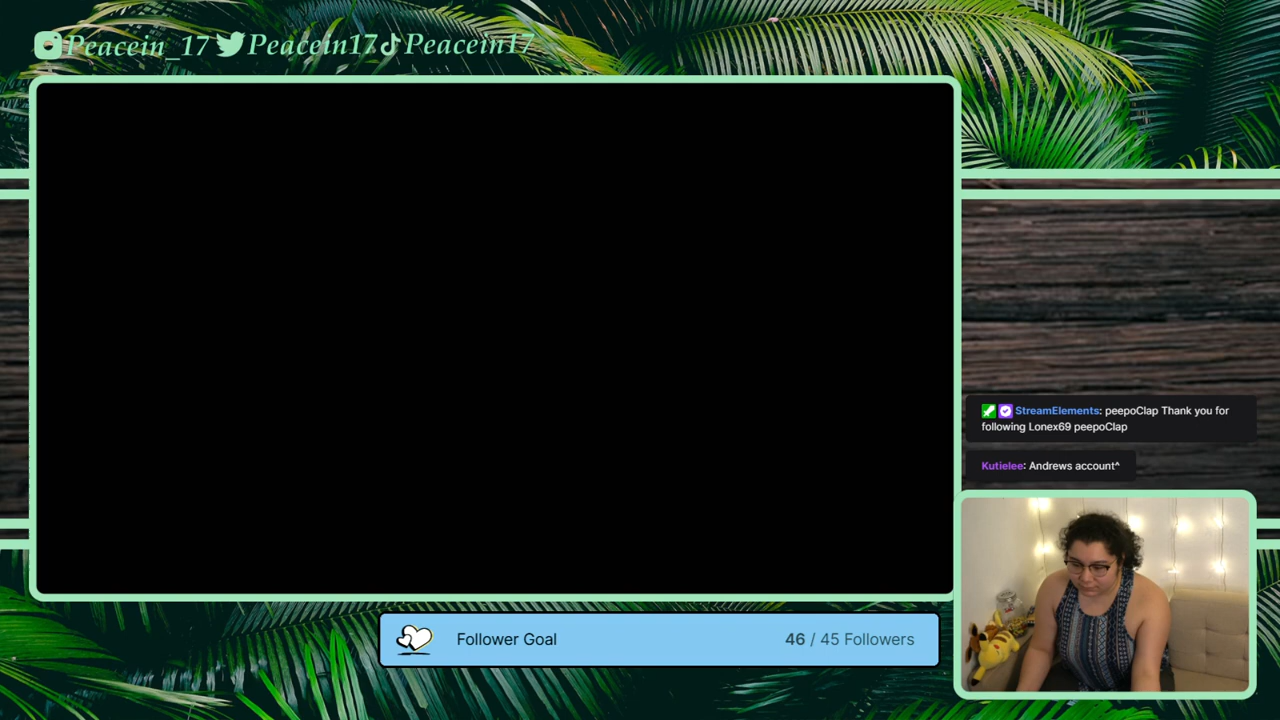 Peacein_17 Peacein17 Peacein17
StreamElements: peepoClap Thank you for
following Lonex69 peepoClap
Kutielee: Andrews account^
Follower Goal 46 / 45 Followers